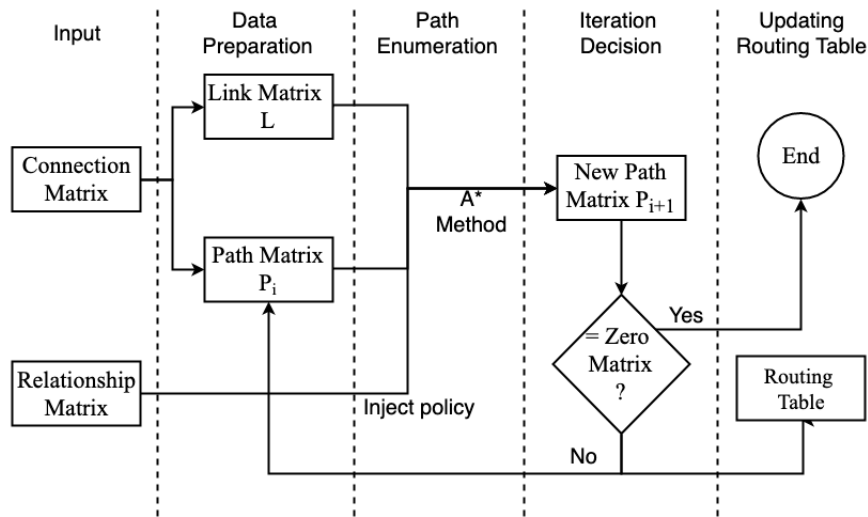 Input
Data
Preparation
Path
Enumeration
Iteration
Decision
Updating
Routing Table
Link Matrix
L
Connection
Matrix
Path Matrix
Pᵢ
Relationship
Matrix
Inject policy
A*
Method
New Path
Matrix Pᵢ₊₁
= Zero
Matrix
?
Yes
No
End
Routing
Table